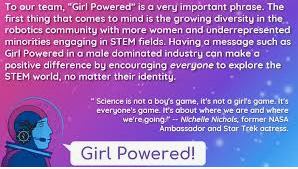 To our team, "Girl Powered" is a very important phrase. The
first thing that comes to mind is the growing diversity in the
robotics community with more women and underrepresented
minorities engaging in STEM fields. Having a message such as
Girl Powered in a male dominated industry can make a
positive difference by encouraging everyone to explore the
STEM world, no matter their identity.
" Science is not a boy's game, it's not a girl's game. It's
everyone's game. It's about where we are and where
we're going!" -- Nichelle Nichols, former NASA
Ambassador and Star Trek actress.
Girl Powered!